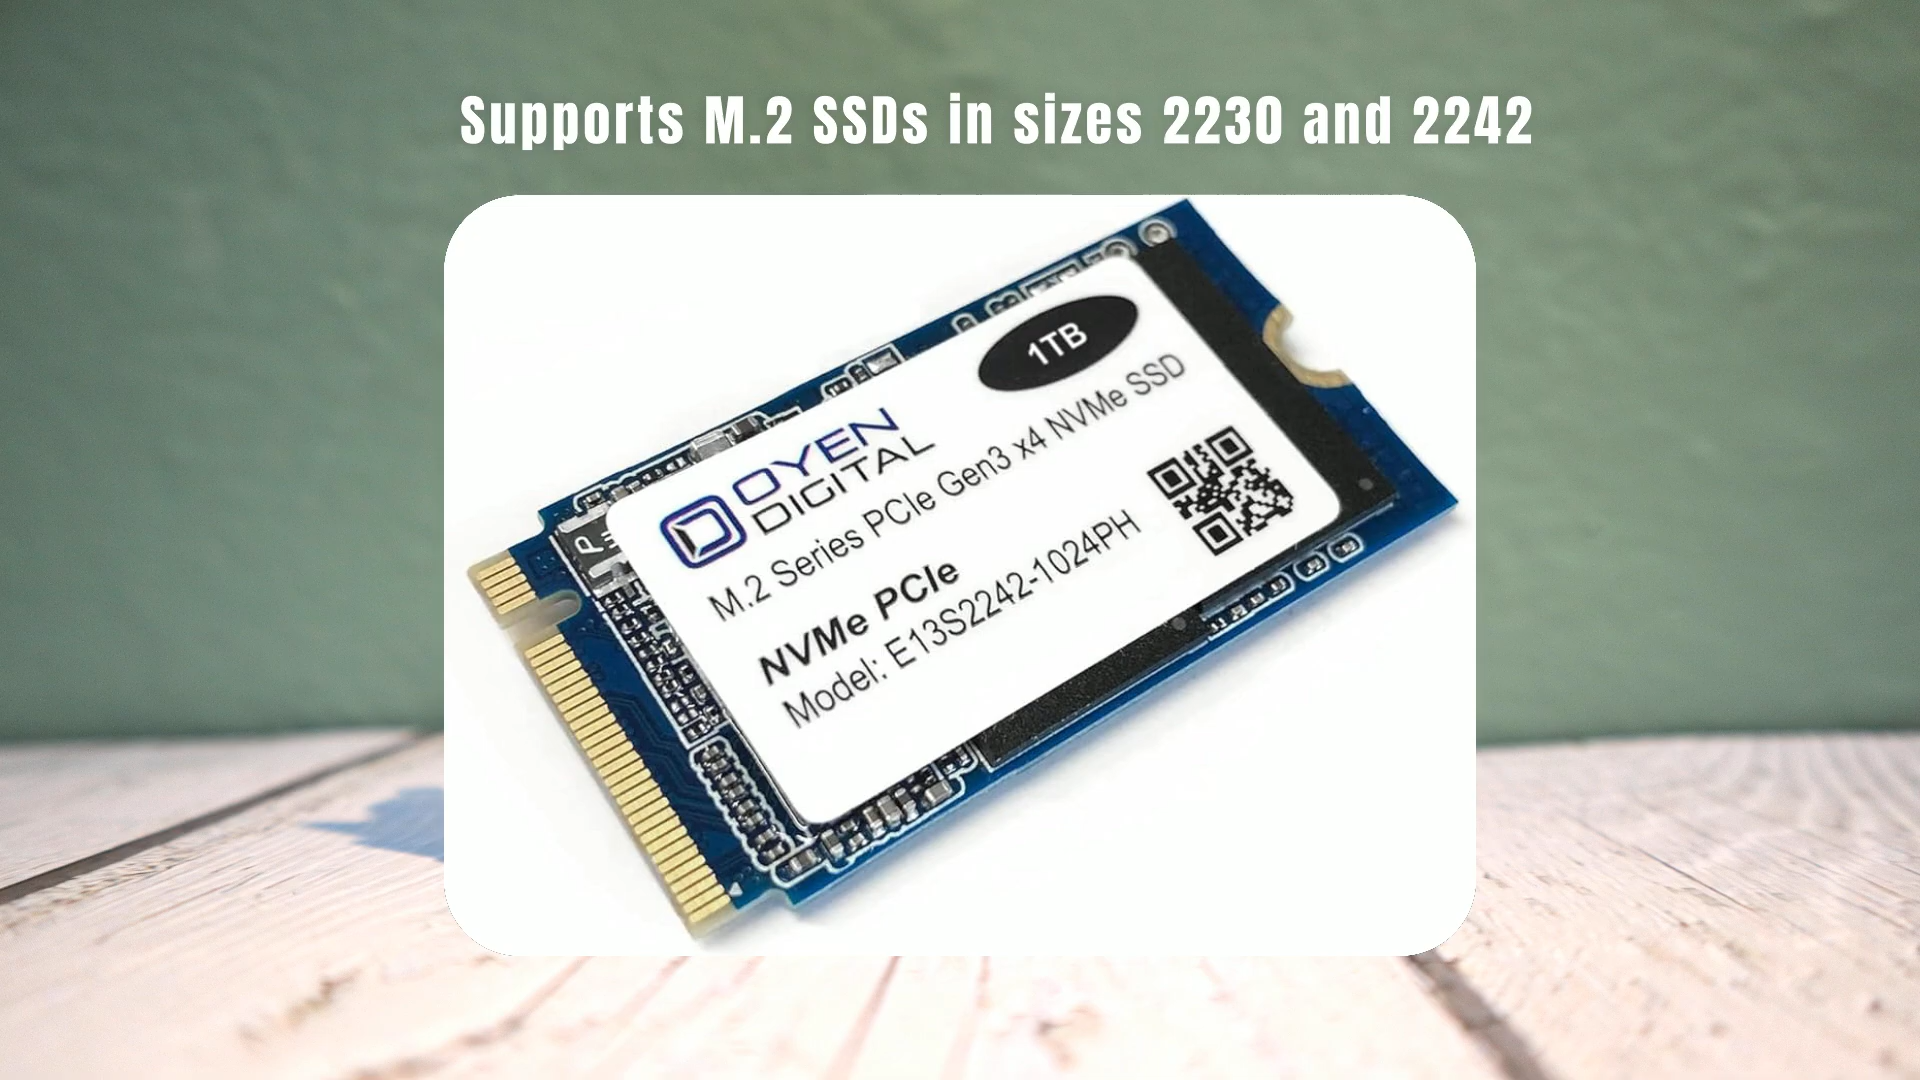 Supports M.2 SSDs in sizes 2230 and 2242
1TB
OYEN
DIGITAL
M.2 Series PCIe Gen3 x4 NVMe SSD
NVMe PCIe
Model: E13S2242-1024PH